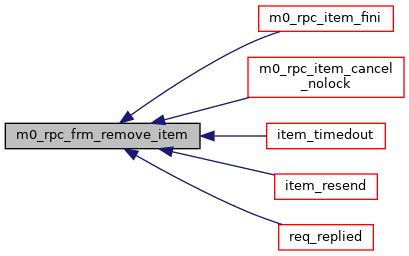 m0_rpc_item_fini
m0_rpc_item_cancel
_nolock
m0_rpc_frm_remove_item
item_timedout
item_resend
req_replied